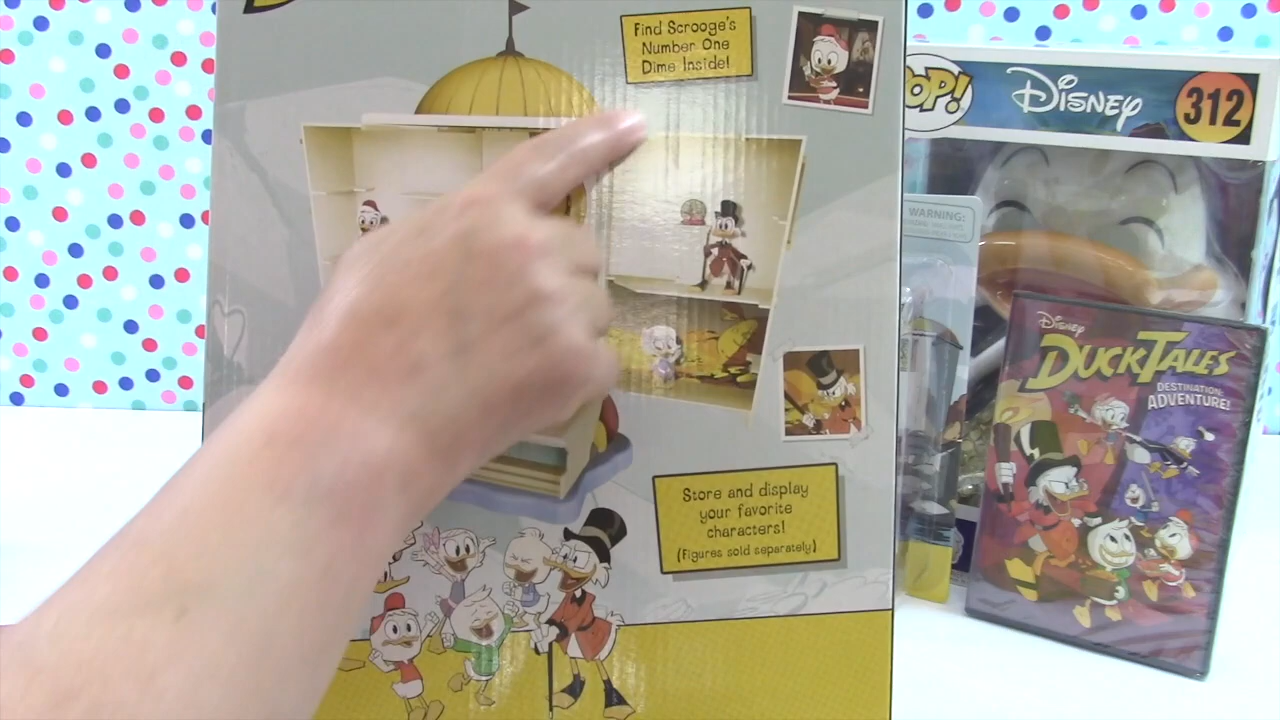 Find Scrooge's
Number One
Dime Inside!
Store and display
your favorite
characters!
(Figures sold separately)
POP!
DISNEY
312
WARNING:
DISNEY
DUCKTALES
DESTINATION:
ADVENTURE!